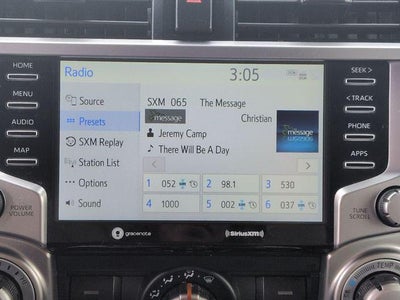 HOME
MENU
AUDIO
MAP
POWER
VOLUME
Radio
3:05
Source
Presets
SXM Replay
Station List
Options
Sound
SXM 065 The Message
message
Christian
Jeremy Camp
message
There Will Be A Day
1 052
2 98.1
3 530
4 1000
5 002
6 037
gracenote
((SiriusXM))
SEEK >
< TRACK
PHONE
APPS
TUNE
SCROLL
TEMP